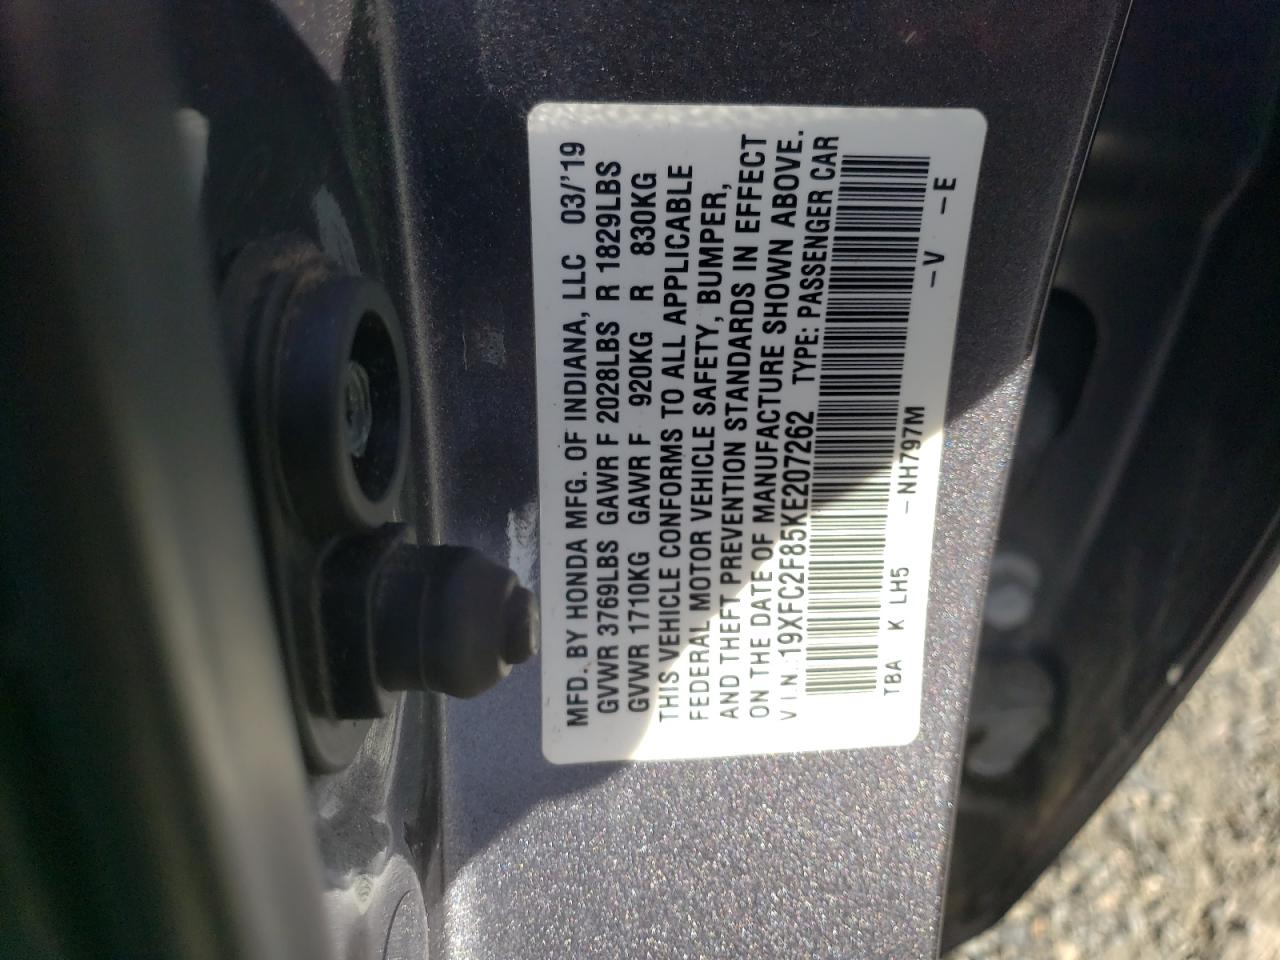 MFD. BY HONDA MFG. OF INDIANA, LLC 03/'19
GVWR 3769LBS GAWR F 2028LBS R 1829LBS
GVWR 1710KG GAWR F 920KG R 830KG
THIS VEHICLE CONFORMS TO ALL APPLICABLE
FEDERAL MOTOR VEHICLE SAFETY, BUMPER,
AND THEFT PREVENTION STANDARDS IN EFFECT
ON THE DATE OF MANUFACTURE SHOWN ABOVE.
V.I.N.:19XFC2F85KE207262 TYPE: PASSENGER CAR
TBA K LH5 -NH797M -V -E